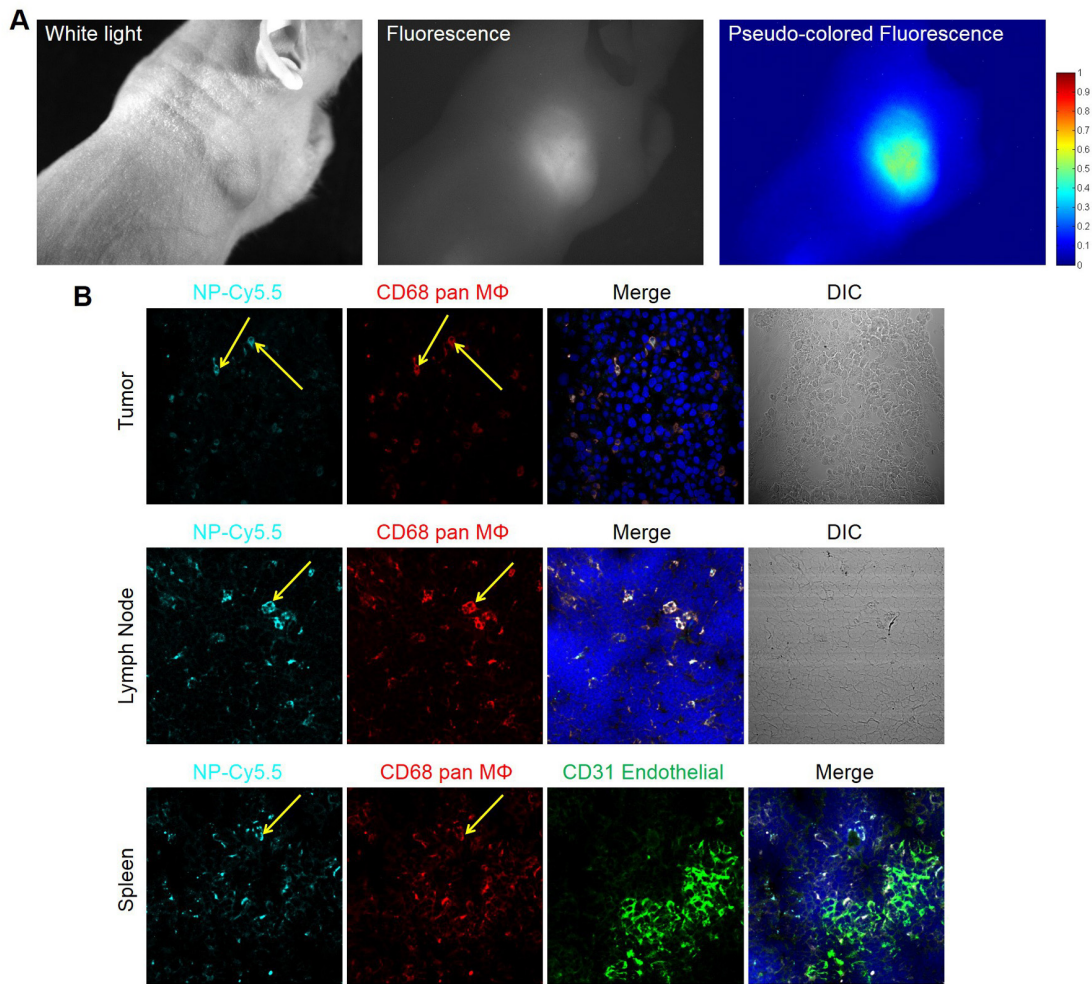 A
White light
Fluorescence
Pseudo-colored Fluorescence
1
0.9
0.8
0.7
0.6
0.5
0.4
0.3
0.2
0.1
0
B
NP-Cy5.5
CD68 pan MΦ
Merge
DIC
Tumor
NP-Cy5.5
CD68 pan MΦ
Merge
DIC
Lymph Node
NP-Cy5.5
CD68 pan MΦ
CD31 Endothelial
Merge
Spleen